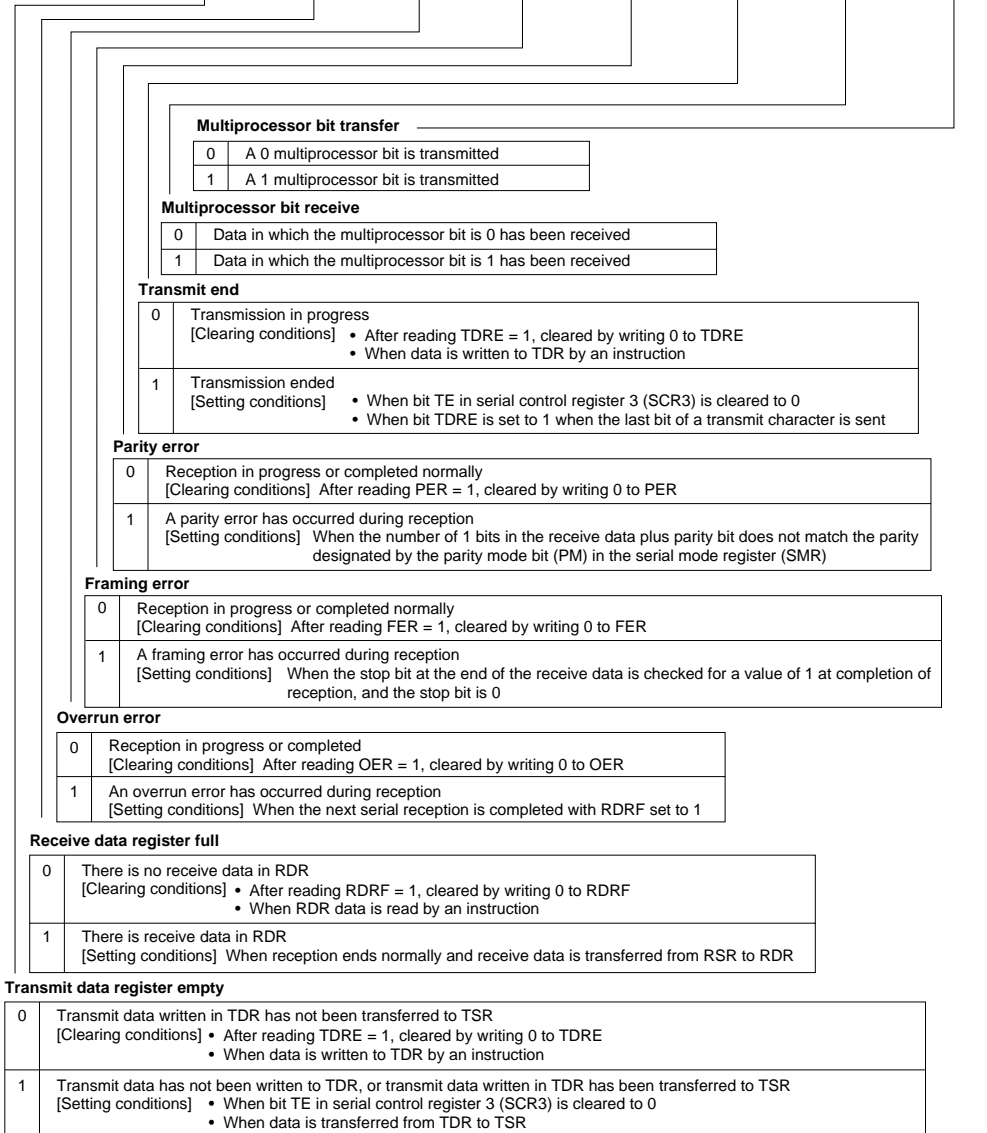 Multiprocessor bit transfer
0 A 0 multiprocessor bit is transmitted
1 A 1 multiprocessor bit is transmitted
Multiprocessor bit receive
0 Data in which the multiprocessor bit is 0 has been received
1 Data in which the multiprocessor bit is 1 has been received
Transmit end
0 Transmission in progress
[Clearing conditions] • After reading TDRE = 1, cleared by writing 0 to TDRE
• When data is written to TDR by an instruction
1 Transmission ended
[Setting conditions] • When bit TE in serial control register 3 (SCR3) is cleared to 0
• When bit TDRE is set to 1 when the last bit of a transmit character is sent
Parity error
0 Reception in progress or completed normally
[Clearing conditions] After reading PER = 1, cleared by writing 0 to PER
1 A parity error has occurred during reception
[Setting conditions] When the number of 1 bits in the receive data plus parity bit does not match the parity
designated by the parity mode bit (PM) in the serial mode register (SMR)
Framing error
0 Reception in progress or completed normally
[Clearing conditions] After reading FER = 1, cleared by writing 0 to FER
1 A framing error has occurred during reception
[Setting conditions] When the stop bit at the end of the receive data is checked for a value of 1 at completion of
reception, and the stop bit is 0
Overrun error
0 Reception in progress or completed
[Clearing conditions] After reading OER = 1, cleared by writing 0 to OER
1 An overrun error has occurred during reception
[Setting conditions] When the next serial reception is completed with RDRF set to 1
Receive data register full
0 There is no receive data in RDR
[Clearing conditions] • After reading RDRF = 1, cleared by writing 0 to RDRF
• When RDR data is read by an instruction
1 There is receive data in RDR
[Setting conditions] When reception ends normally and receive data is transferred from RSR to RDR
Transmit data register empty
0 Transmit data written in TDR has not been transferred to TSR
[Clearing conditions] • After reading TDRE = 1, cleared by writing 0 to TDRE
• When data is written to TDR by an instruction
1 Transmit data has not been written to TDR, or transmit data written in TDR has been transferred to TSR
[Setting conditions] • When bit TE in serial control register 3 (SCR3) is cleared to 0
• When data is transferred from TDR to TSR